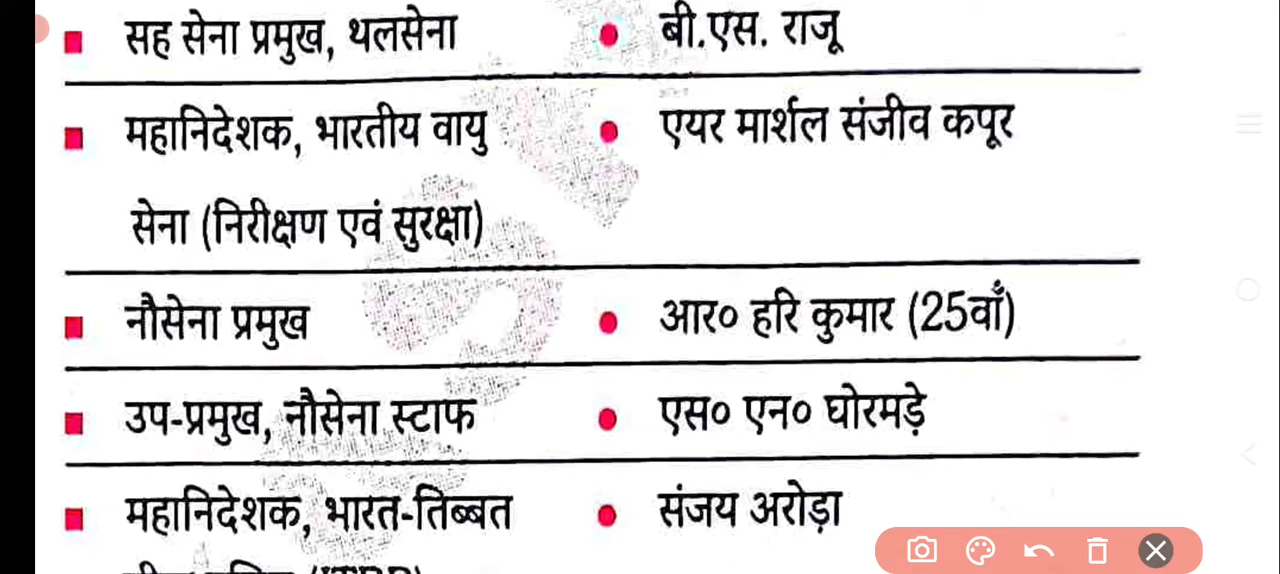 सह सेना प्रमुख, थलसेना बी.एस. राजू
महानिदेशक, भारतीय वायु एयर मार्शल संजीव कपूर
सेना (निरीक्षण एवं सुरक्षा)
नौसेना प्रमुख आर० हरि कुमार (25वाँ)
उप-प्रमुख, नौसेना स्टाफ एस० एन० घोरमड़े
महानिदेशक, भारत-तिब्बत संजय अरोड़ा